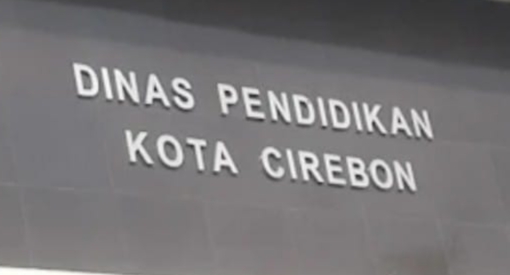 DINAS PENDIDIKAN
KOTA CIREBON